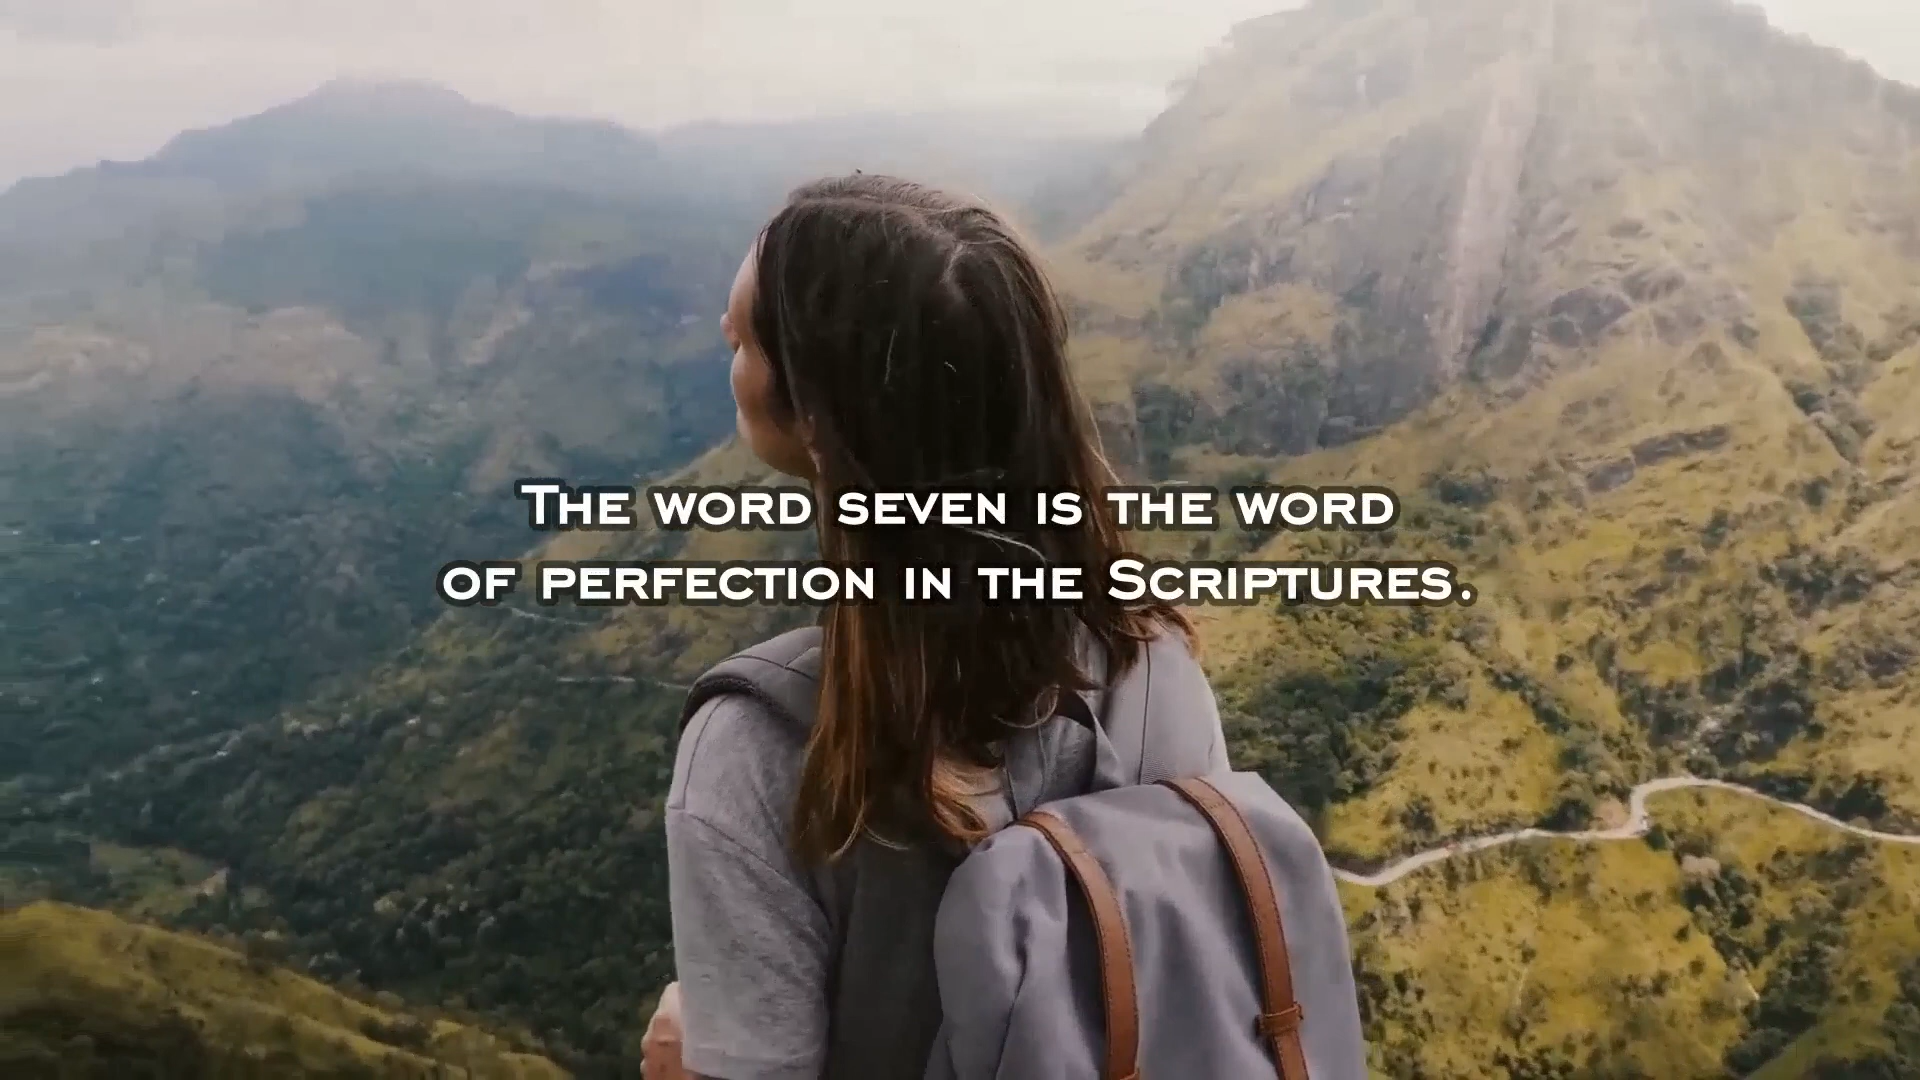 The word seven is the word
of perfection in the Scriptures.